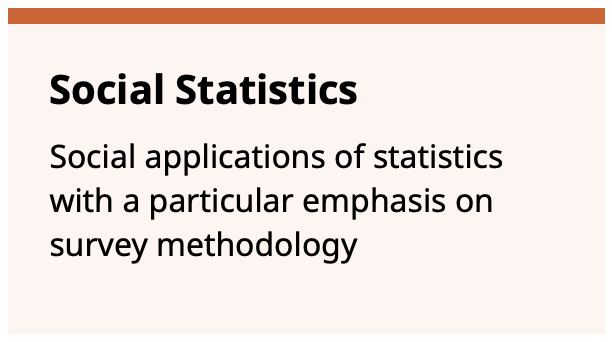 Social Statistics
Social applications of statistics
with a particular emphasis on
survey methodology